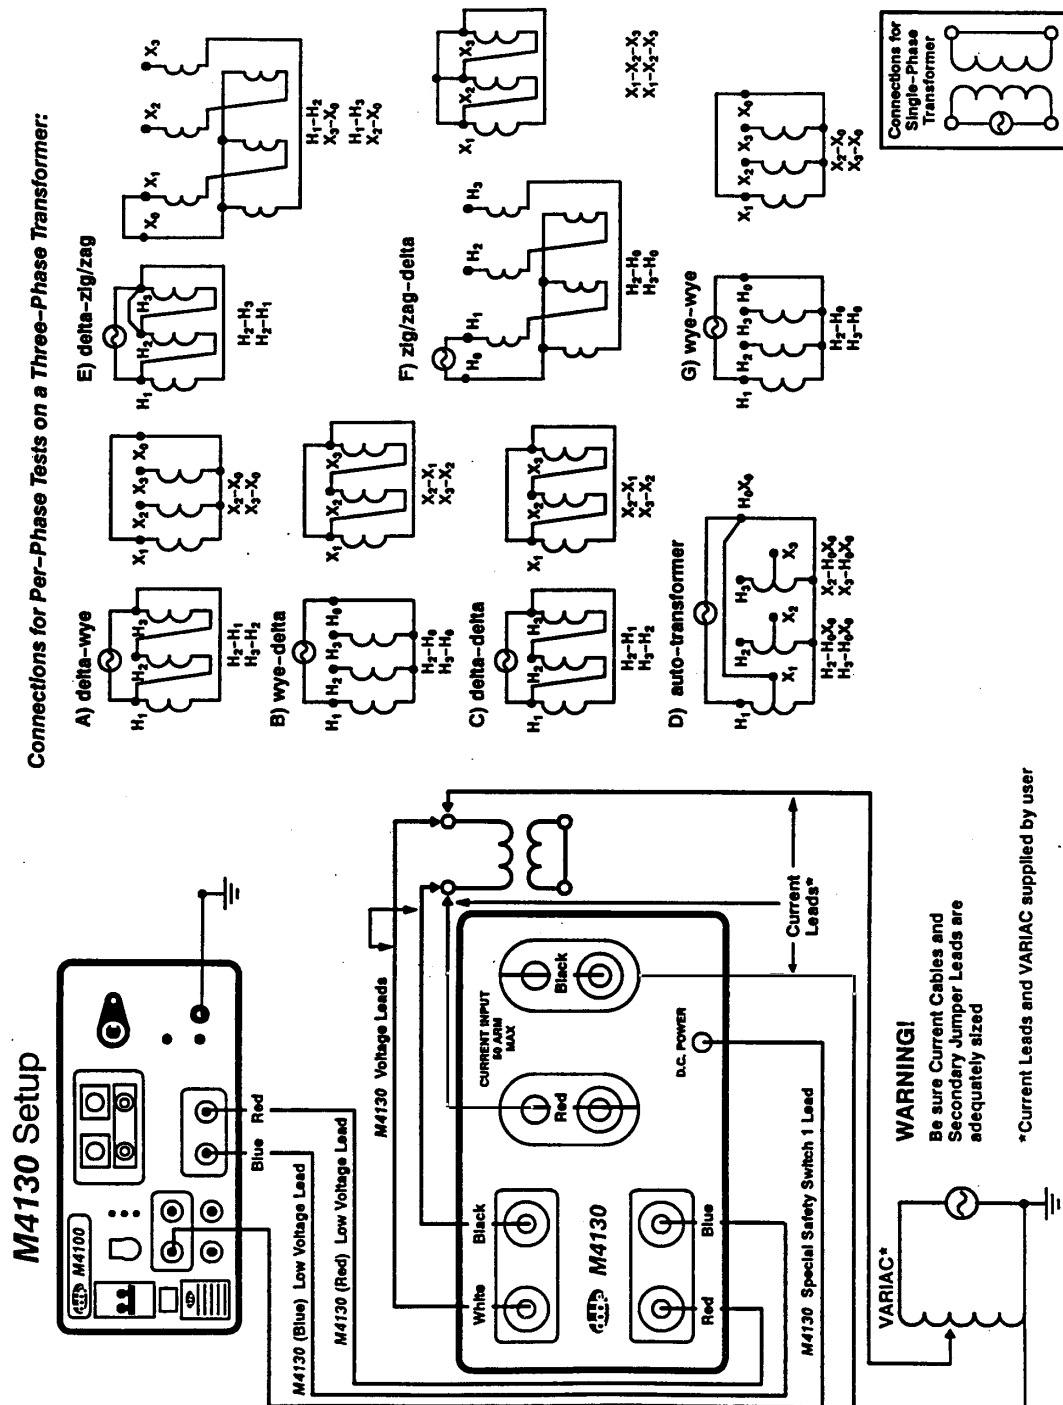 M4130 Setup
M4100
Blue
Red
M4130 (Blue) Low Voltage Lead
M4130 (Red) Low Voltage Lead
M4130 Voltage Leads
White
Black
M4130
Red
Blue
CURRENT INPUT
50 ARM
MAX
Red
Black
D.C. POWER
M4130 Special Safety Switch 1 Lead
Current
Leads*
VARIAC*
WARNING!
Be sure Current Cables and
Secondary Jumper Leads are
adequately sized
*Current Leads and VARIAC supplied by user
Connections for Per-Phase Tests on a Three-Phase Transformer:
A) delta-wye
H₁ H₂ H₃
H₂-H₁
H₃-H₂
X₁ X₂ X₃ X₀
X₂-X₀
X₃-X₀
B) wye-delta
H₁ H₂ H₃ H₀
H₂-H₀
H₃-H₀
X₁ X₂ X₃
X₂-X₁
X₃-X₂
C) delta-delta
H₁ H₂ H₃
H₂-H₁
H₃-H₂
X₁ X₂ X₃
X₂-X₁
X₃-X₂
D) auto-transformer
H₁ H₂ H₃ H₀X₀
X₁ X₂ X₃
H₂-H₀X₀
H₃-H₀X₀
X₂-H₀X₀
X₃-H₀X₀
E) delta-zig/zag
H₁ H₂ H₃
H₂-H₃
H₂-H₁
X₀ X₁ X₂ X₃
H₁-H₂
X₃-X₀
H₁-H₃
X₂-X₀
F) zig/zag-delta
H₀ H₁ H₂ H₃
H₂-H₀
H₃-H₀
X₁ X₂ X₃
X₁-X₂-X₃
X₁-X₂-X₃
G) wye-wye
H₁ H₂ H₃ H₀
H₂-H₀
H₃-H₀
X₁ X₂ X₃ X₀
X₂-X₀
X₃-X₀
Connections for
Single-Phase
Transformer